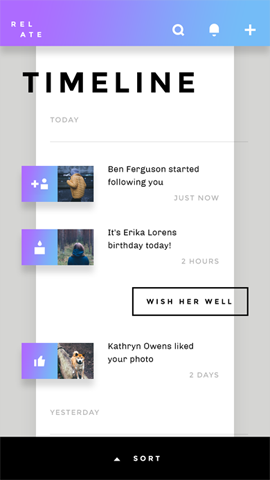 REL
ATE
TIMELINE
TODAY
Ben Ferguson started
following you
JUST NOW
It's Erika Lorens
birthday today!
2 HOURS
WISH HER WELL
Kathryn Owens liked
your photo
2 DAYS
YESTERDAY
SORT